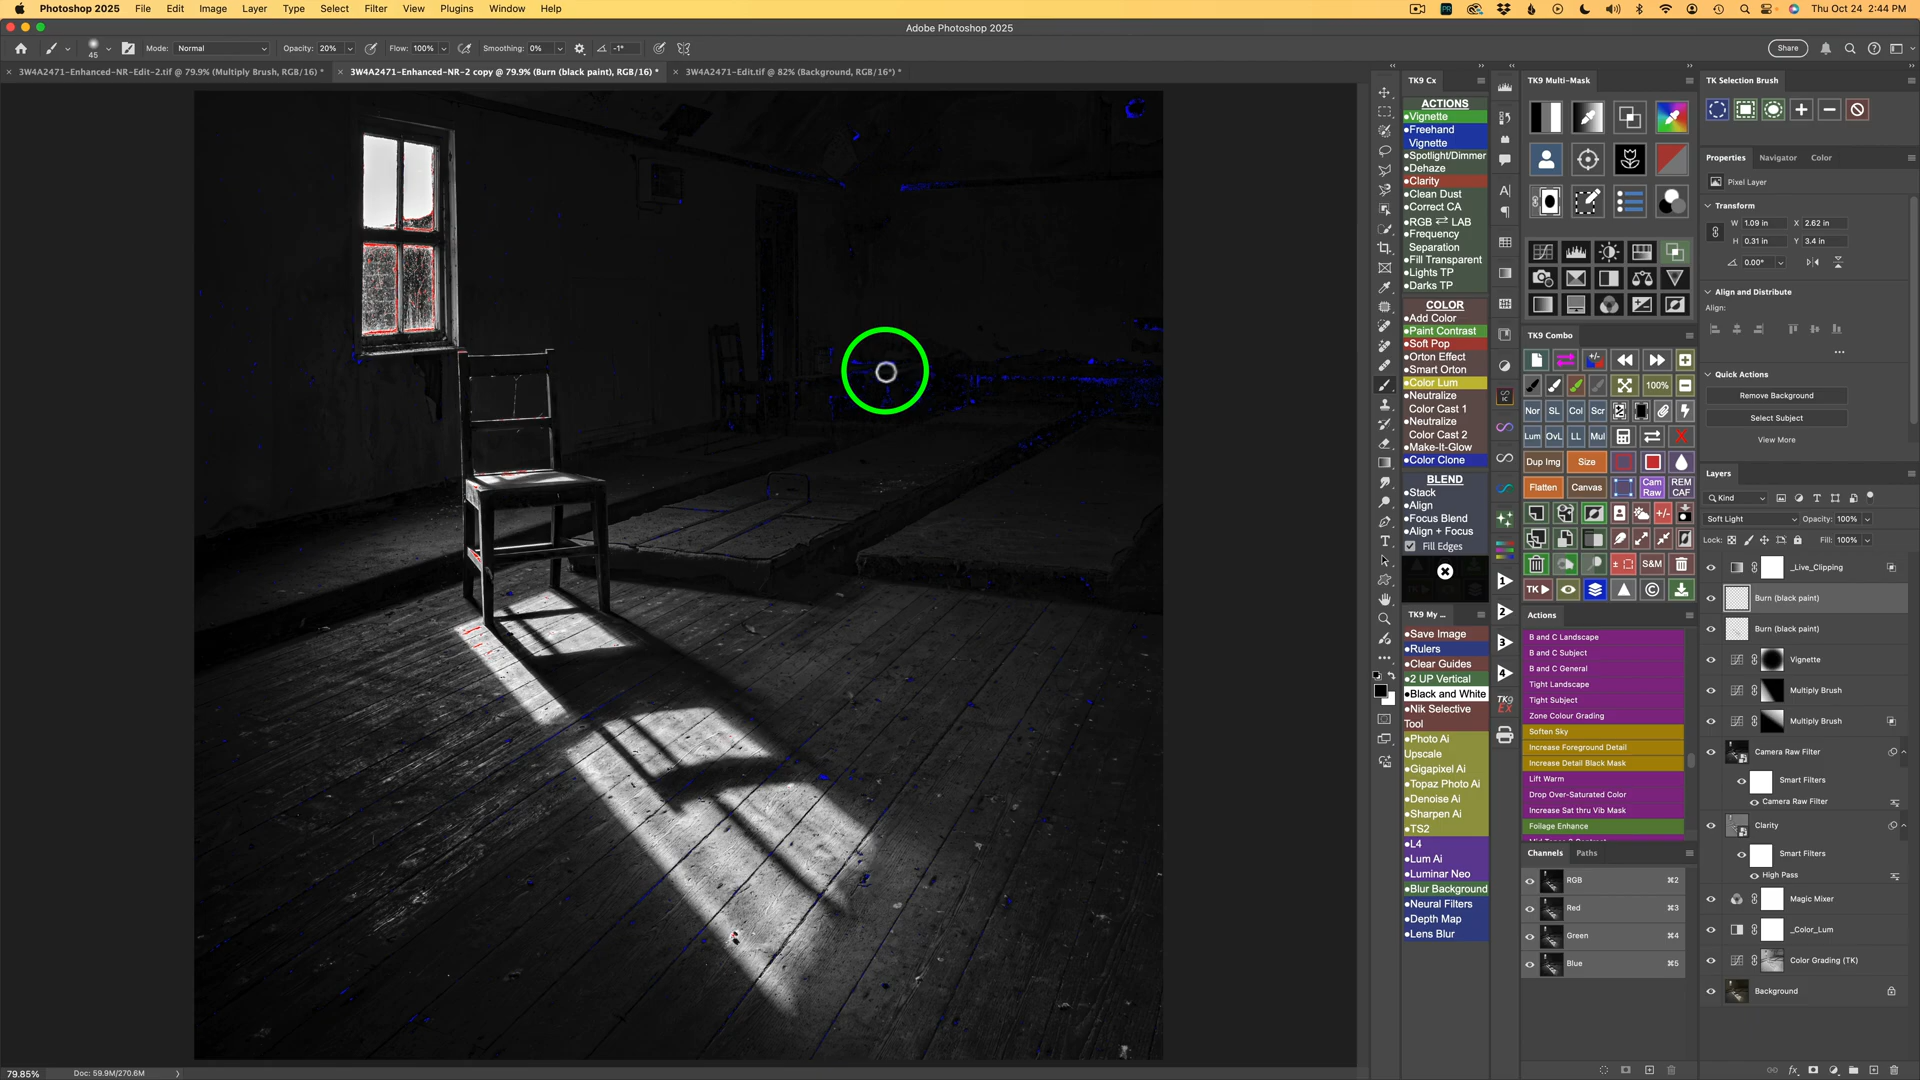 Photoshop 2025 File Edit Image Layer Type Select Filter View Plugins Window Help
Thu Oct 24 2:44 PM
Adobe Photoshop 2025
45
Mode: Normal
Opacity: 20%
Flow: 100%
Smoothing: 0%
-1°
Share
3W4A2471-Enhanced-NR-Edit-2.tif @ 79.9% (Multiply Brush, RGB/16) *
3W4A2471-Enhanced-NR-2 copy @ 79.9% (Burn (black paint), RGB/16) *
3W4A2471-Edit.tif @ 82% (Background, RGB/16*) *
TK9 Cx
ACTIONS
●Vignette
●Freehand
Vignette
●Spotlight/Dimmer
●Dehaze
●Clarity
●Clean Dust
●Correct CA
●RGB ⇄ LAB
●Frequency
Separation
●Fill Transparent
●Lights TP
●Darks TP
COLOR
●Add Color
●Paint Contrast
●Soft Pop
●Orton Effect
●Smart Orton
●Color Lum
●Neutralize
Color Cast 1
●Neutralize
Color Cast 2
●Make-It-Glow
●Color Clone
BLEND
●Stack
●Align
●Focus Blend
●Align + Focus
Fill Edges
TK9 My ...
●Save Image
●Rulers
●Clear Guides
●2 UP Vertical
●Black and White
●Nik Selective
Tool
●Photo Ai
Upscale
●Gigapixel Ai
●Topaz Photo Ai
●Denoise Ai
●Sharpen Ai
●TS2
●L4
●Lum Ai
●Luminar Neo
●Blur Background
●Neural Filters
●Depth Map
●Lens Blur
1
2
3
4
TK9
EX
TK9 Multi-Mask
TK9 Combo
100%
Nor SL Col Scr
Lum OvL LL Mul
Dup Img Size
Flatten Canvas Cam Raw REM CAF
S&M
TK▶
Actions
B and C Landscape
B and C Subject
B and C General
Tight Landscape
Tight Subject
Zone Colour Grading
Soften Sky
Increase Foreground Detail
Increase Detail Black Mask
Lift Warm
Drop Over-Saturated Color
Increase Sat thru Vib Mask
Foliage Enhance
Channels Paths
RGB ⌘2
Red ⌘3
Green ⌘4
Blue ⌘5
TK Selection Brush
Properties Navigator Color
Pixel Layer
Transform
W 1.09 in X 2.62 in
H 0.31 in Y 3.4 in
0.00°
Align and Distribute
Align:
Quick Actions
Remove Background
Select Subject
View More
Layers
Kind
Soft Light Opacity: 100%
Lock: Fill: 100%
_Live_Clipping
Burn (black paint)
Burn (black paint)
Vignette
Multiply Brush
Multiply Brush
Camera Raw Filter
Smart Filters
Camera Raw Filter
Clarity
Smart Filters
High Pass
Magic Mixer
_Color_Lum
Color Grading (TK)
Background
79.85% Doc: 59.9M/270.6M